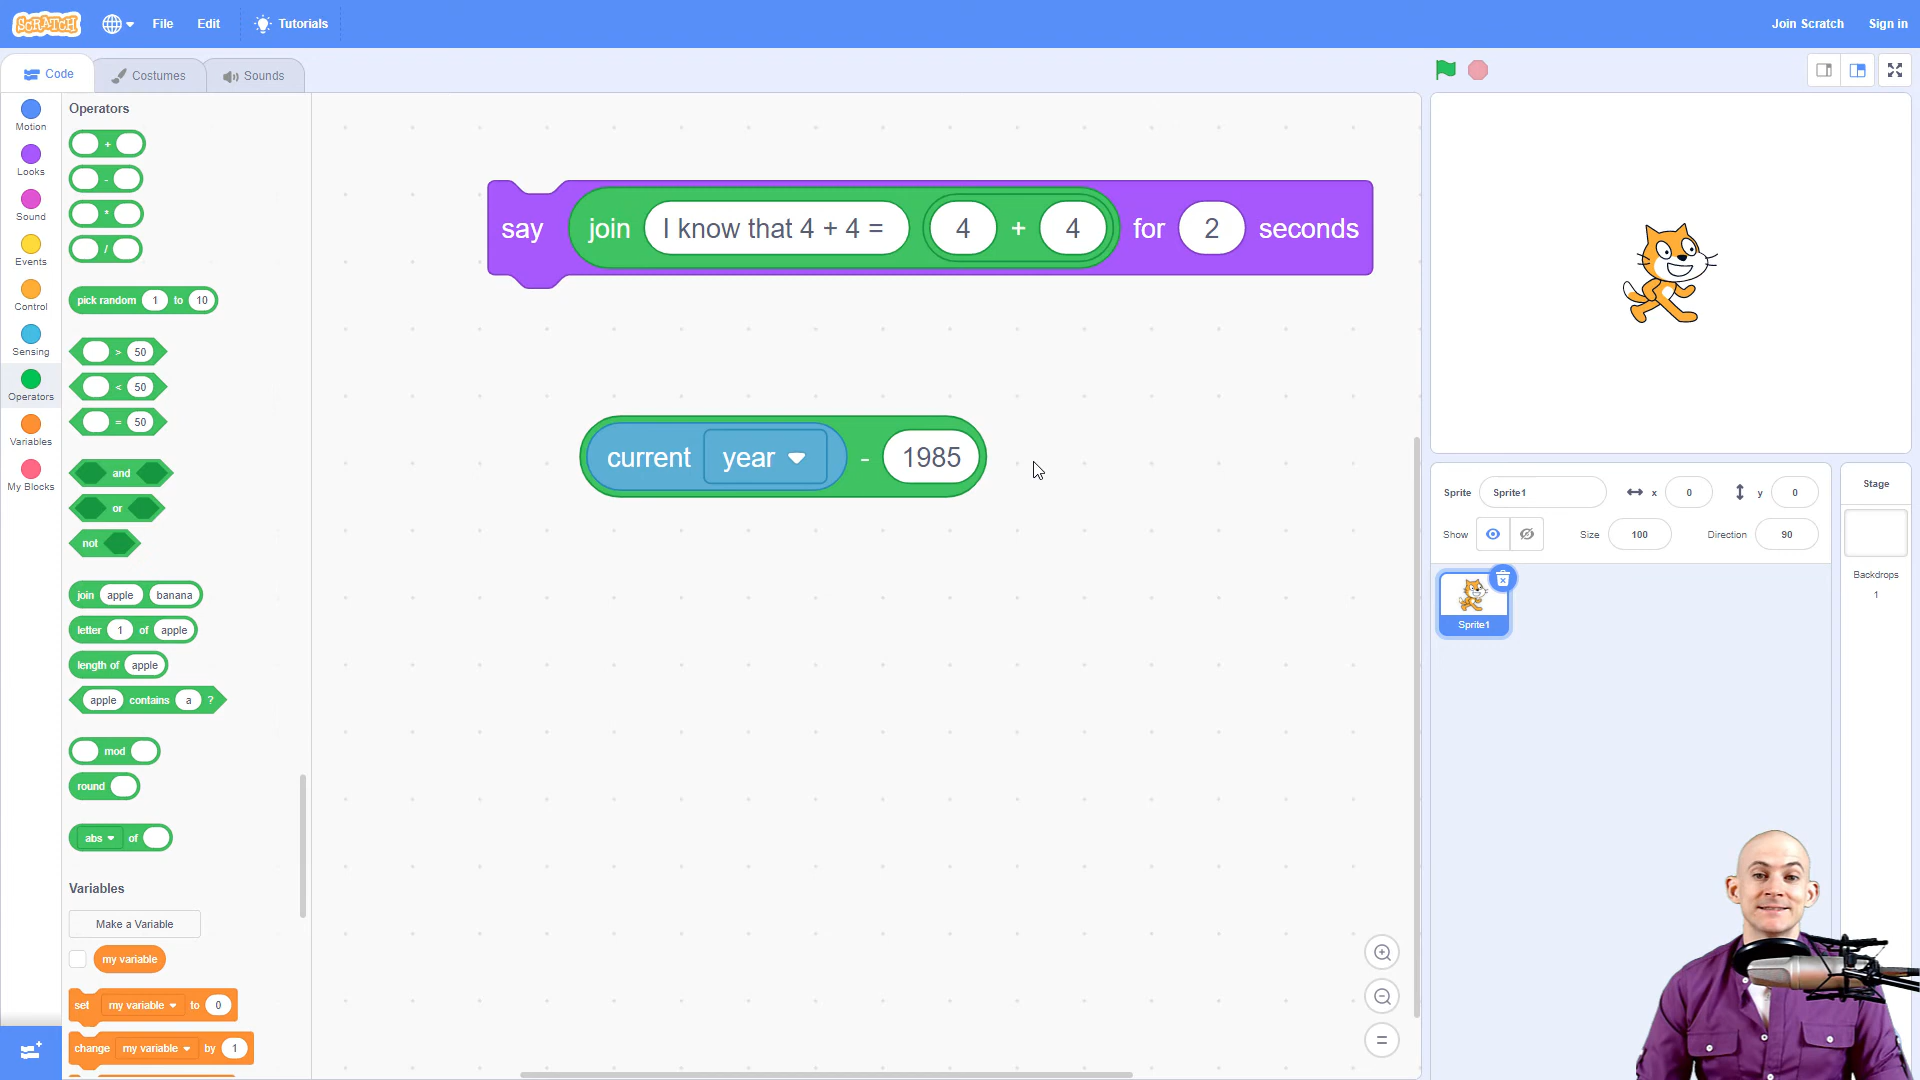 SCRATCH File Edit Tutorials Join Scratch Sign in
Code Costumes Sounds
Motion
Looks
Sound
Events
Control
Sensing
Operators
Variables
My Blocks
Operators
+
-
*
/
pick random 1 to 10
> 50
< 50
= 50
and
or
not
join apple banana
letter 1 of apple
length of apple
apple contains a ?
mod
round
abs of
Variables
Make a Variable
my variable
set my variable to 0
change my variable by 1
say join I know that 4 + 4 = 4 + 4 for 2 seconds
current year - 1985
Sprite Sprite1 x 0 y 0
Show Size 100 Direction 90
Sprite1
Stage
Backdrops
1